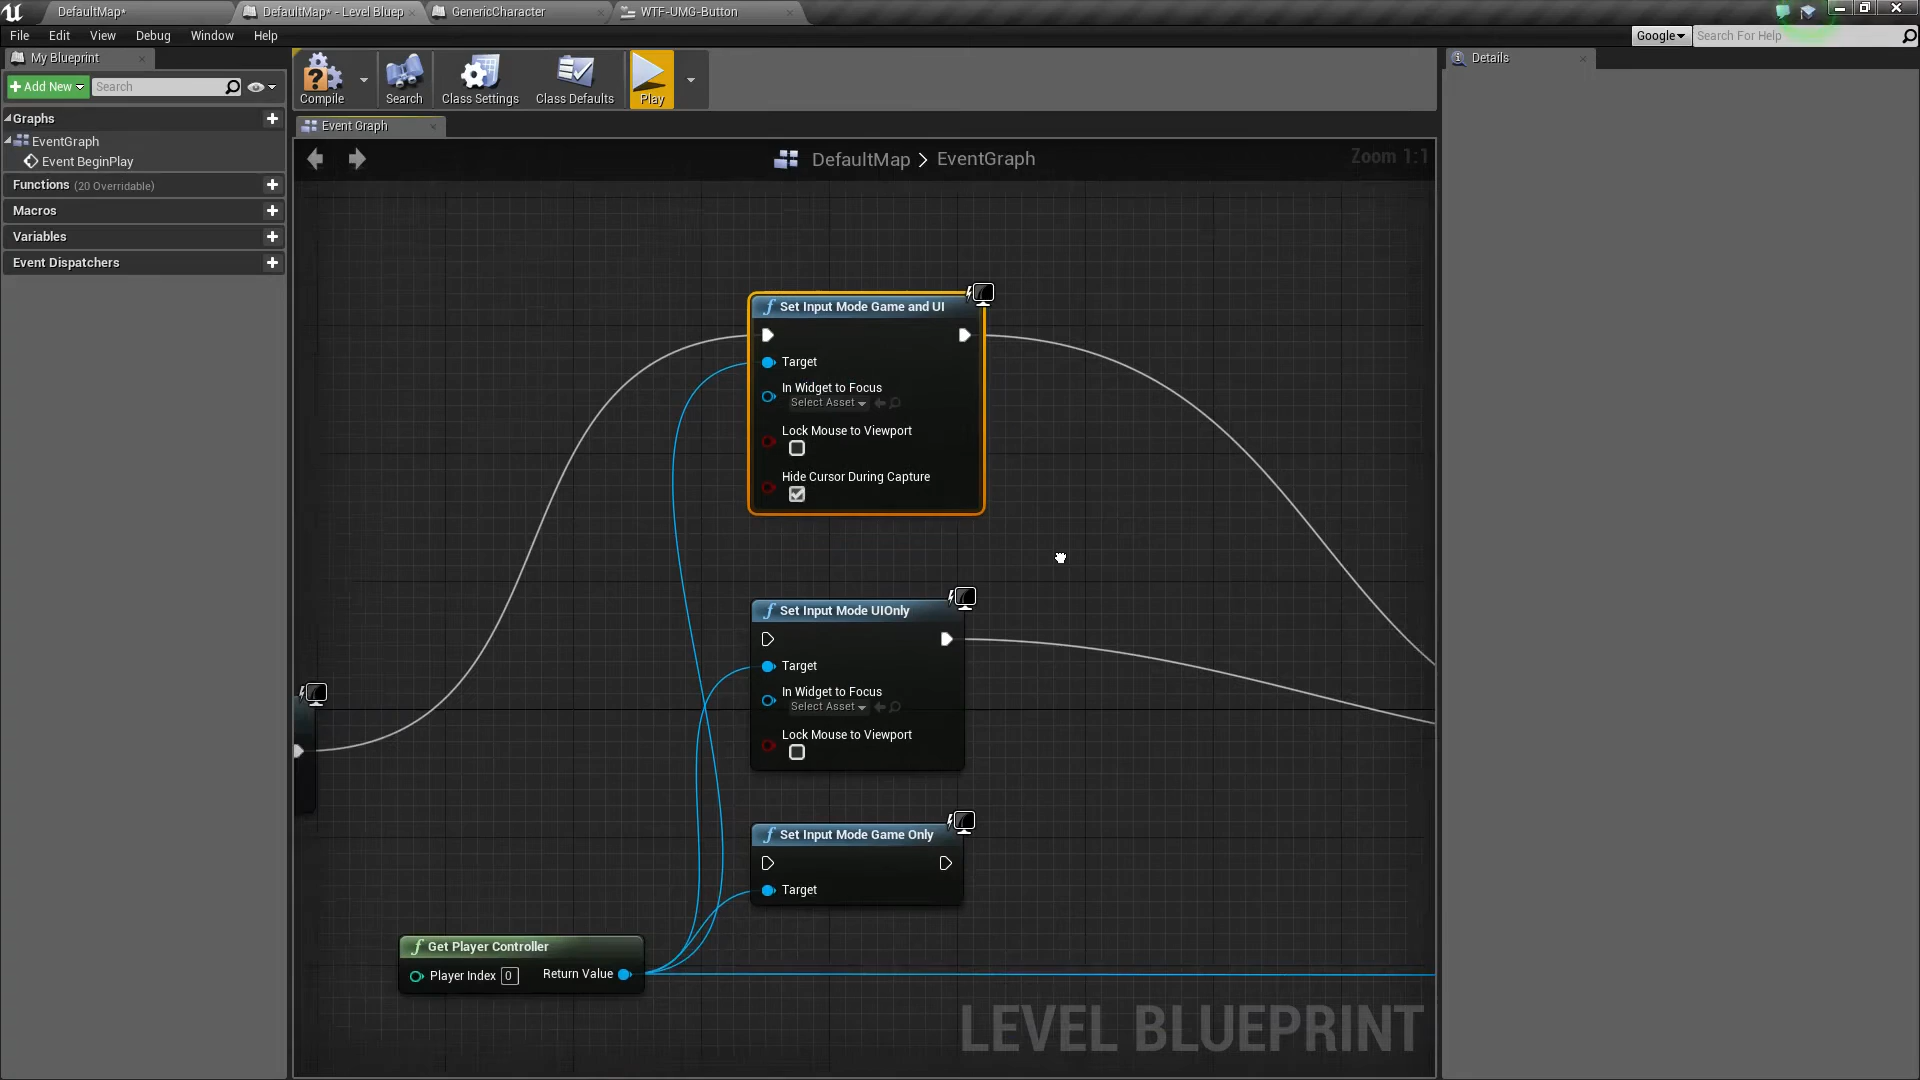 DefaultMap*
DefaultMap* - Level Bluep
GenericCharacter
WTF-UMG-Button
File Edit View Debug Window Help
Google
Search For Help
My Blueprint
Add New
Search
Graphs
EventGraph
Event BeginPlay
Functions (20 Overridable)
Macros
Variables
Event Dispatchers
Compile
Search
Class Settings
Class Defaults
Play
Details
Event Graph
DefaultMap > EventGraph
Zoom 1:1
Set Input Mode Game and UI
Target
In Widget to Focus
Select Asset
Lock Mouse to Viewport
Hide Cursor During Capture
Set Input Mode UIOnly
Target
In Widget to Focus
Select Asset
Lock Mouse to Viewport
Set Input Mode Game Only
Target
Get Player Controller
Player Index 0 Return Value
LEVEL BLUEPRINT